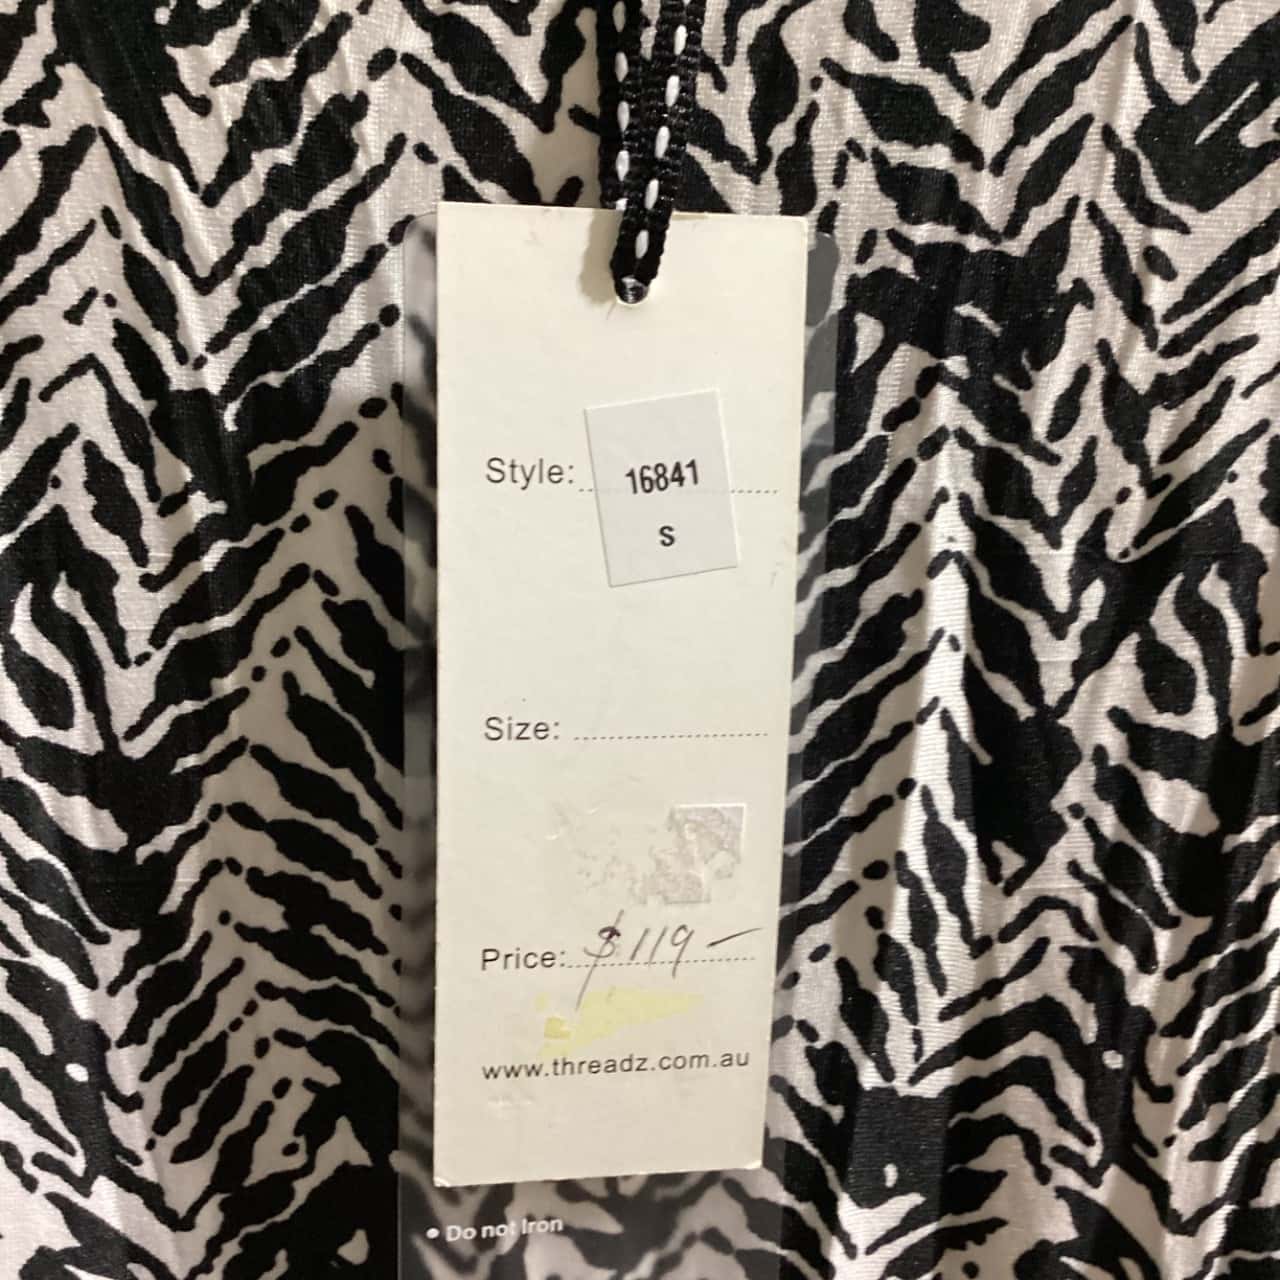 Style: 16841
S
Size:
Price: $119 —
www.threadz.com.au
• Do not Iron